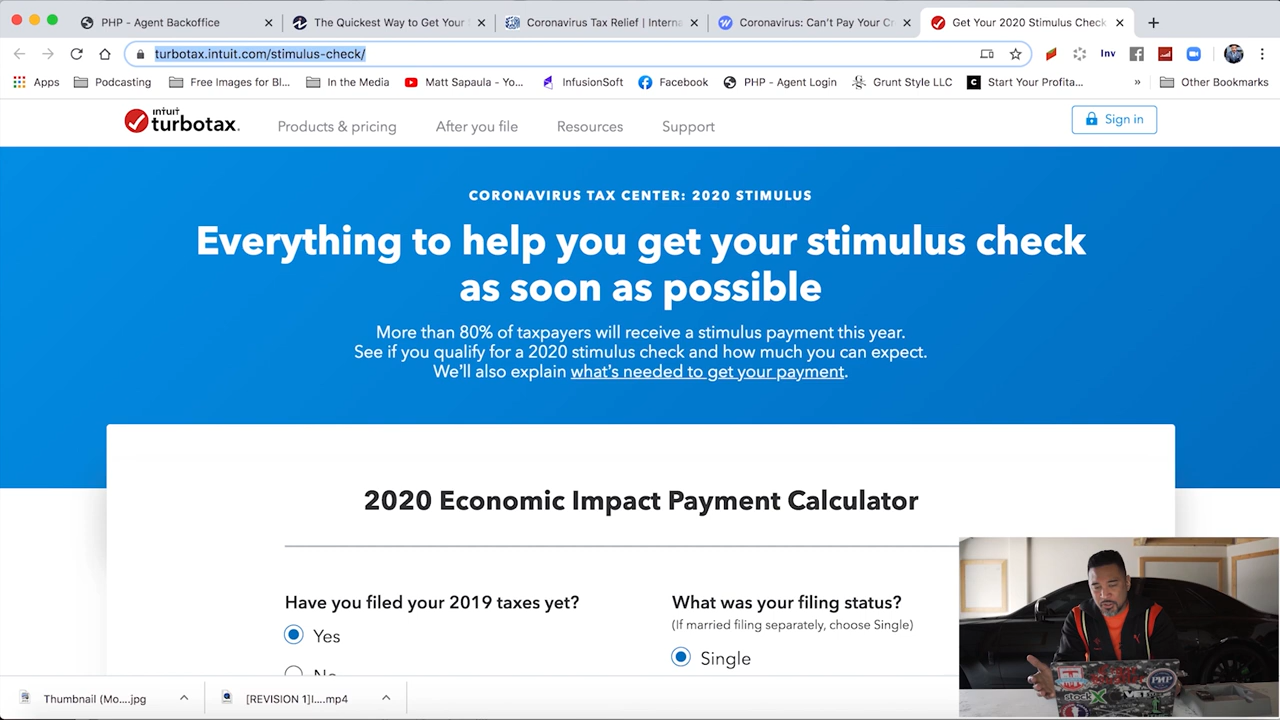 PHP - Agent Backoffice
The Quickest Way to Get Your
Coronavirus Tax Relief | Interna
Coronavirus: Can't Pay Your Cr
Get Your 2020 Stimulus Check
turbotax.intuit.com/stimulus-check/
Inv
Apps
Podcasting
Free Images for Bl...
In the Media
Matt Sapaula - Yo...
InfusionSoft
Facebook
PHP - Agent Login
Grunt Style LLC
Start Your Profita...
»
Other Bookmarks
intuit
turbotax.
Products & pricing
After you file
Resources
Support
Sign in
CORONAVIRUS TAX CENTER: 2020 STIMULUS
Everything to help you get your stimulus check
as soon as possible
More than 80% of taxpayers will receive a stimulus payment this year.
See if you qualify for a 2020 stimulus check and how much you can expect.
We'll also explain what's needed to get your payment.
2020 Economic Impact Payment Calculator
Have you filed your 2019 taxes yet?
Yes
No
What was your filing status?
(If married filing separately, choose Single)
Single
Thumbnail (Mo....jpg
[REVISION 1]I....mp4
stockX
VET
PHP